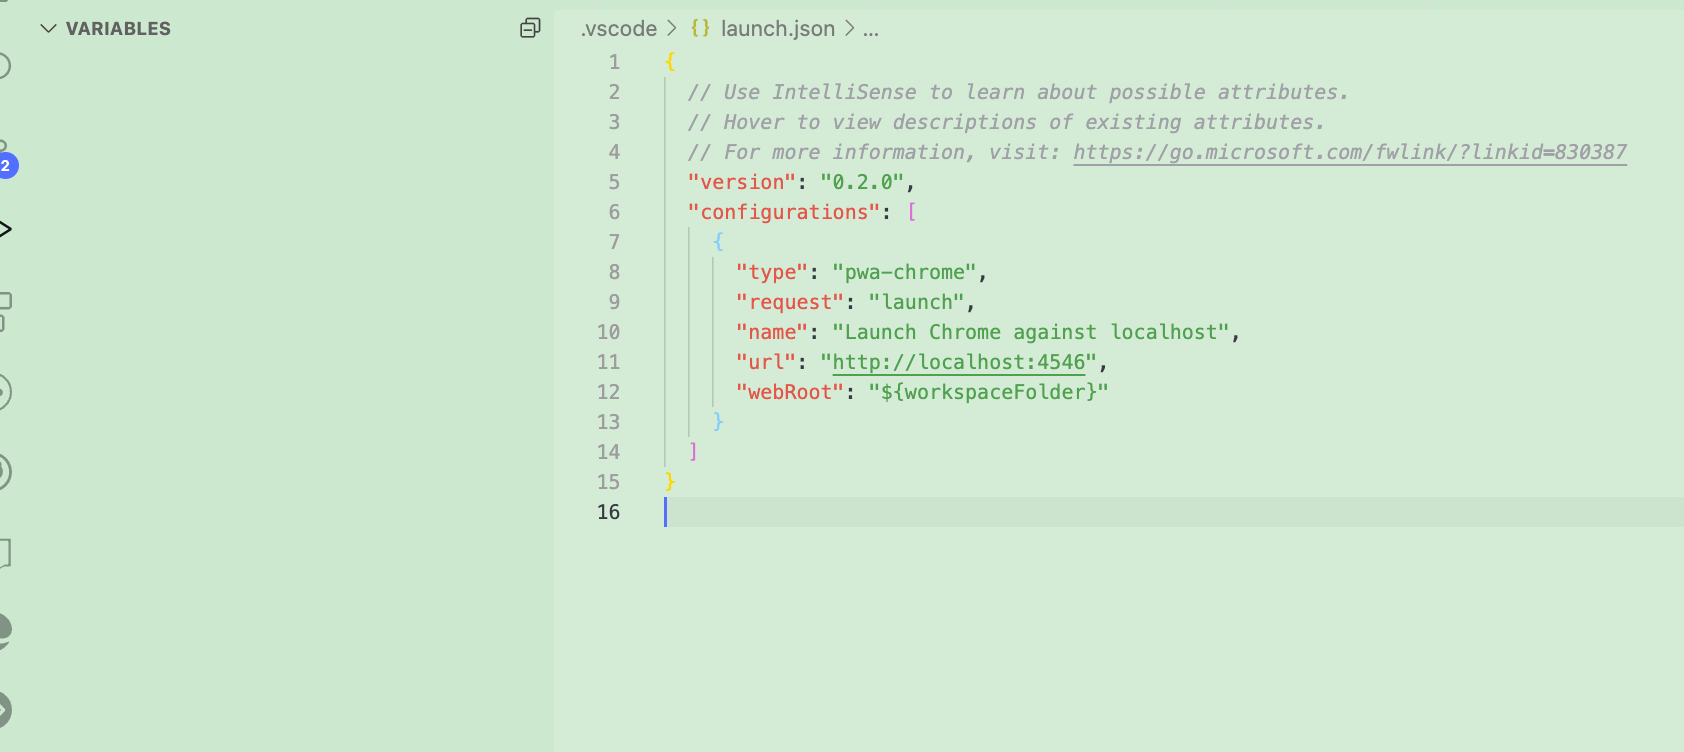 VARIABLES
.vscode > {} launch.json > ...
1 {
2 // Use IntelliSense to learn about possible attributes.
3 // Hover to view descriptions of existing attributes.
4 // For more information, visit: https://go.microsoft.com/fwlink/?linkid=830387
5 "version": "0.2.0",
6 "configurations": [
7 {
8 "type": "pwa-chrome",
9 "request": "launch",
10 "name": "Launch Chrome against localhost",
11 "url": "http://localhost:4546",
12 "webRoot": "${workspaceFolder}"
13 }
14 ]
15 }
16
2